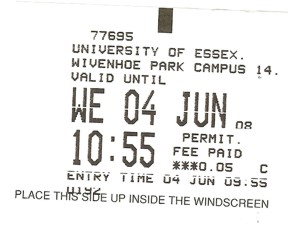 77695
UNIVERSITY OF ESSEX.
WIVENHOE PARK CAMPUS 14.
VALID UNTIL
WE 04 JUN 08
10:55 PERMIT.
FEE PAID
***0.05 C
ENTRY TIME 04 JUN 09:55
0192
PLACE THIS SIDE UP INSIDE THE WINDSCREEN